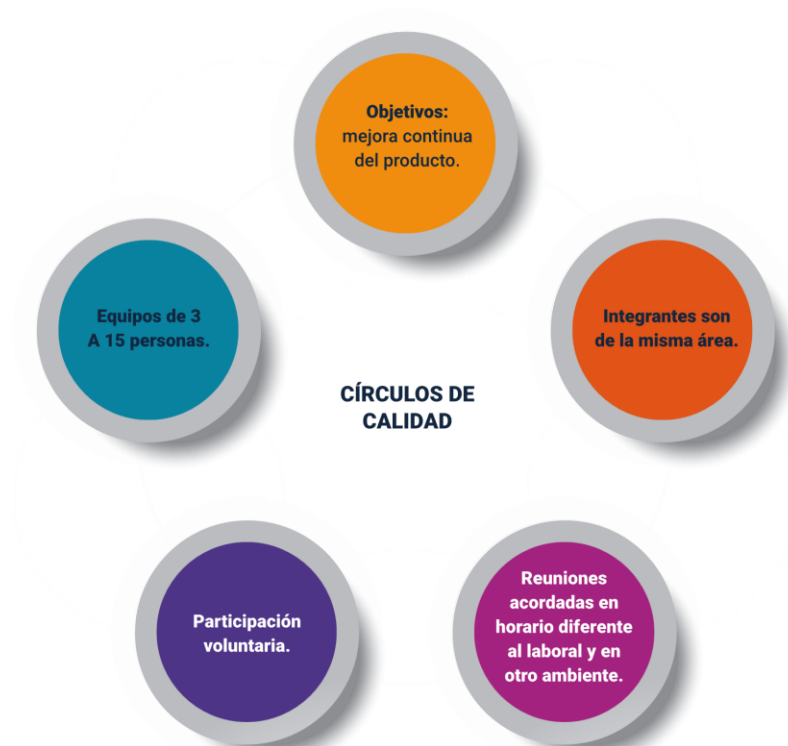 Objetivos:
mejora continua
del producto.
Equipos de 3
A 15 personas.
Integrantes son
de la misma área.
CÍRCULOS DE
CALIDAD
Participación
voluntaria.
Reuniones
acordadas en
horario diferente
al laboral y en
otro ambiente.